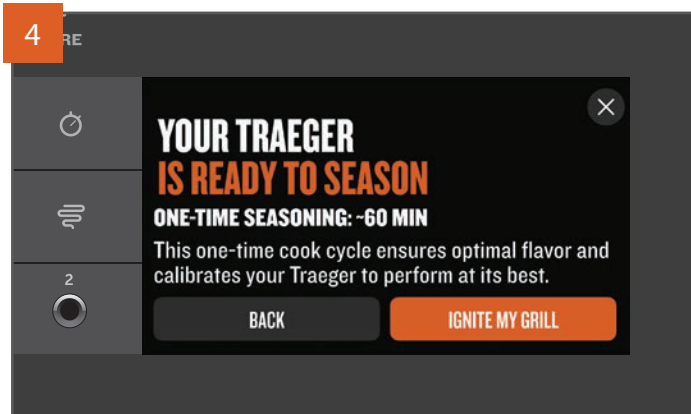 4
RE
YOUR TRAEGER
IS READY TO SEASON
ONE-TIME SEASONING: ~60 MIN
This one-time cook cycle ensures optimal flavor and
calibrates your Traeger to perform at its best.
2
BACK
IGNITE MY GRILL